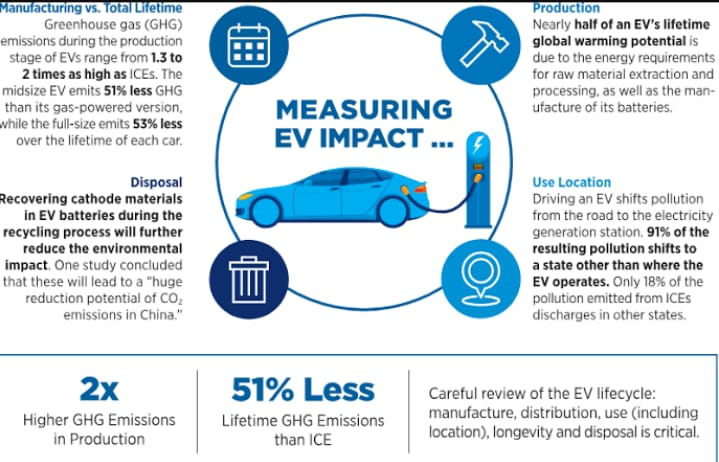 Manufacturing vs. Total Lifetime
Greenhouse gas (GHG)
emissions during the production
stage of EVs range from 1.3 to
2 times as high as ICEs. The
midsize EV emits 51% less GHG
than its gas-powered version,
while the full-size emits 53% less
over the lifetime of each car.
Production
Nearly half of an EV's lifetime
global warming potential is
due to the energy requirements
for raw material extraction and
processing, as well as the man-
ufacture of its batteries.
MEASURING
EV IMPACT ...
Disposal
Recovering cathode materials
in EV batteries during the
recycling process will further
reduce the environmental
impact. One study concluded
that these will lead to a “huge
reduction potential of CO₂
emissions in China.”
Use Location
Driving an EV shifts pollution
from the road to the electricity
generation station. 91% of the
resulting pollution shifts to
a state other than where the
EV operates. Only 18% of the
pollution emitted from ICEs
discharges in other states.
2x
Higher GHG Emissions
in Production
51% Less
Lifetime GHG Emissions
than ICE
Careful review of the EV lifecycle:
manufacture, distribution, use (including
location), longevity and disposal is critical.